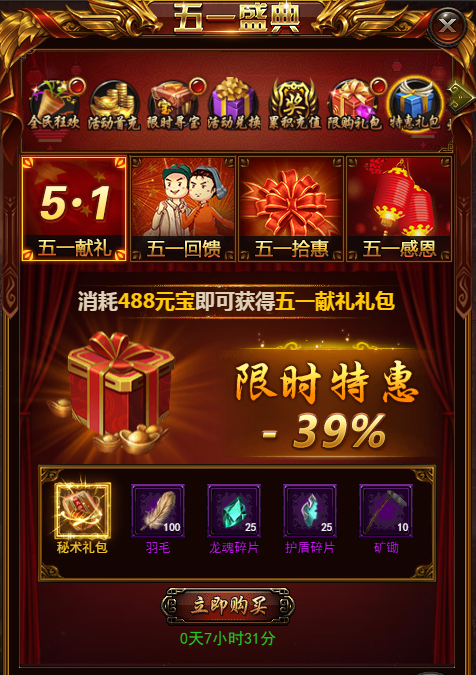 五一盛典
全民狂欢 活动首充 限时寻宝 活动兑换 累积充值 限购礼包 特惠礼包
宝 奖
5·1
五一献礼 五一回馈 五一拾惠 五一感恩
消耗488元宝即可获得五一献礼礼包
限时特惠
- 39%
100 25 25 10
秘术礼包 羽毛 龙魂碎片 护盾碎片 矿锄
立即购买
0天7小时31分